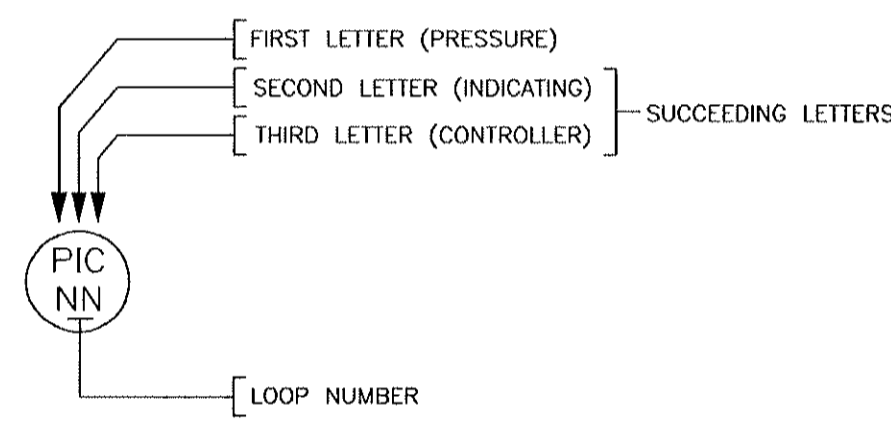 FIRST LETTER (PRESSURE)
SECOND LETTER (INDICATING)
THIRD LETTER (CONTROLLER)
SUCCEEDING LETTERS
PIC
NN
LOOP NUMBER